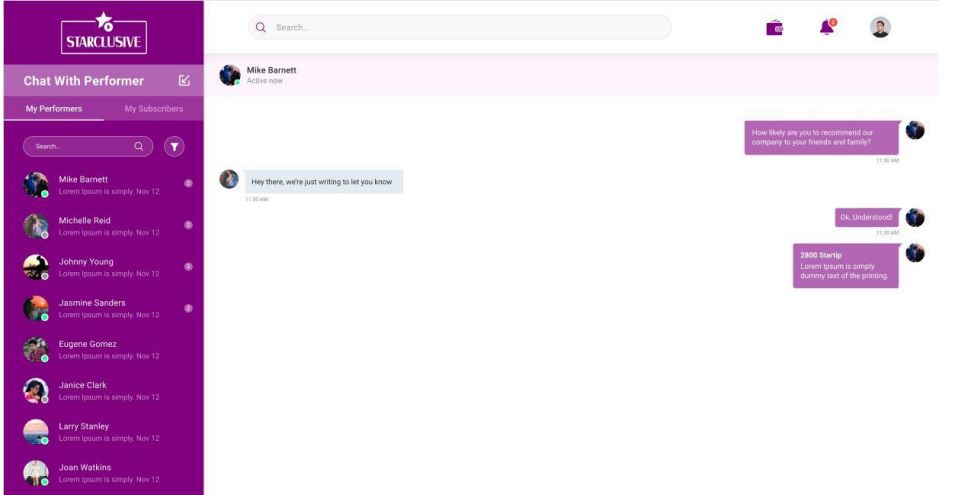 STARCLUSIVE
Search...
2
Chat With Performer
My Performers
My Subscribers
Search...
Mike Barnett
Lorem Ipsum is simply. Nov 12
2
Michelle Reid
Lorem Ipsum is simply. Nov 12
2
Johnny Young
Lorem Ipsum is simply. Nov 12
2
Jasmine Sanders
Lorem Ipsum is simply. Nov 12
2
Eugene Gomez
Lorem Ipsum is simply. Nov 12
Janice Clark
Lorem Ipsum is simply. Nov 12
Larry Stanley
Lorem Ipsum is simply. Nov 12
Joan Watkins
Lorem Ipsum is simply. Nov 12
Mike Barnett
Active now
How likely are you to recommend our
company to your friends and family?
11:30 AM
Hey there, we're just writing to let you know
11:30 AM
Ok, Understood!
11:30 AM
2800 Startip
Lorem Ipsum is simply
dummy text of the printing.